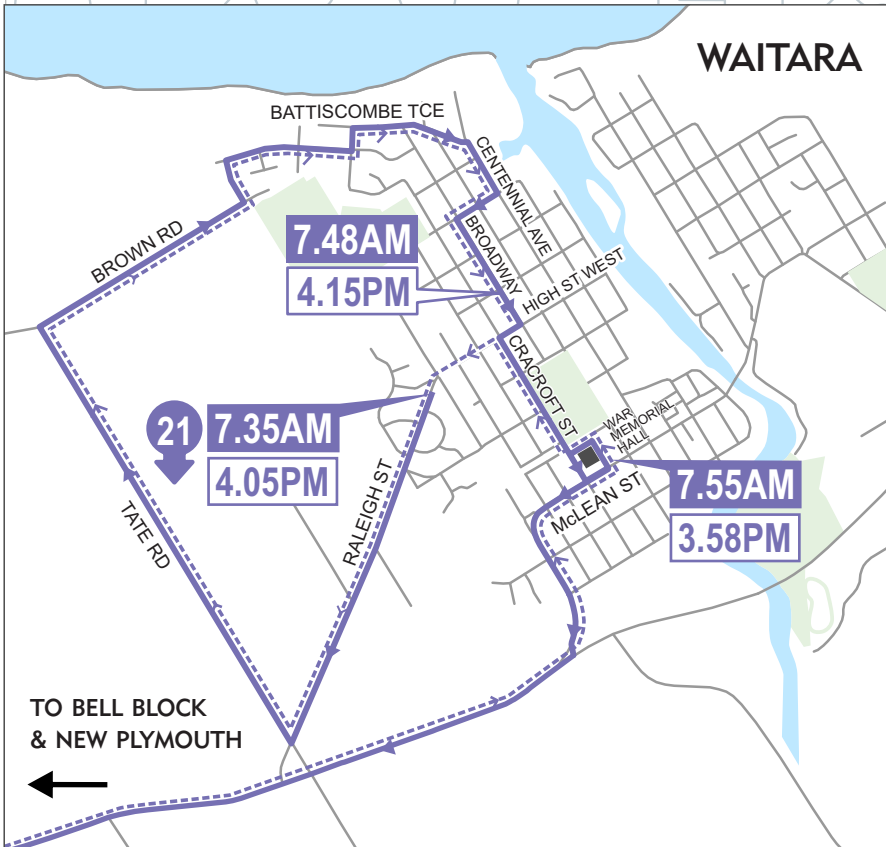 WAITARA
BATTISCOMBE TCE
CENTENNIAL AVE
BROWN RD
7.48AM
4.15PM
BROADWAY
HIGH ST WEST
CRACROFT ST
21
7.35AM
4.05PM
WAR
MEMORIAL
HALL
7.55AM
3.58PM
McLEAN ST
TATE RD
RALEIGH ST
TO BELL BLOCK
& NEW PLYMOUTH